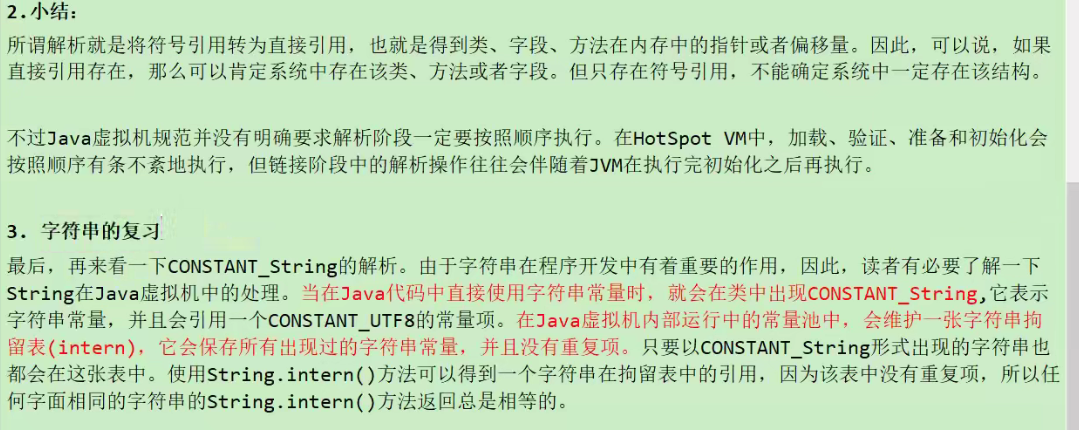 2.小结：
所谓解析就是将符号引用转为直接引用，也就是得到类、字段、方法在内存中的指针或者偏移量。因此，可以说，如果
直接引用存在，那么可以肯定系统中存在该类、方法或者字段。但只存在符号引用，不能确定系统中一定存在该结构。
不过Java虚拟机规范并没有明确要求解析阶段一定要按照顺序执行。在HotSpot VM中，加载、验证、准备和初始化会
按照顺序有条不紊地执行，但链接阶段中的解析操作往往会伴随着JVM在执行完初始化之后再执行。
3. 字符串的复习
最后，再来看一下CONSTANT_String的解析。由于字符串在程序开发中有着重要的作用，因此，读者有必要了解一下
String在Java虚拟机中的处理。当在Java代码中直接使用字符串常量时，就会在类中出现CONSTANT_String,它表示
字符串常量，并且会引用一个CONSTANT_UTF8的常量项。在Java虚拟机内部运行中的常量池中，会维护一张字符串拘
留表(intern)，它会保存所有出现过的字符串常量，并且没有重复项。只要以CONSTANT_String形式出现的字符串也
都会在这张表中。使用String.intern()方法可以得到一个字符串在拘留表中的引用，因为该表中没有重复项，所以任
何字面相同的字符串的String.intern()方法返回总是相等的。